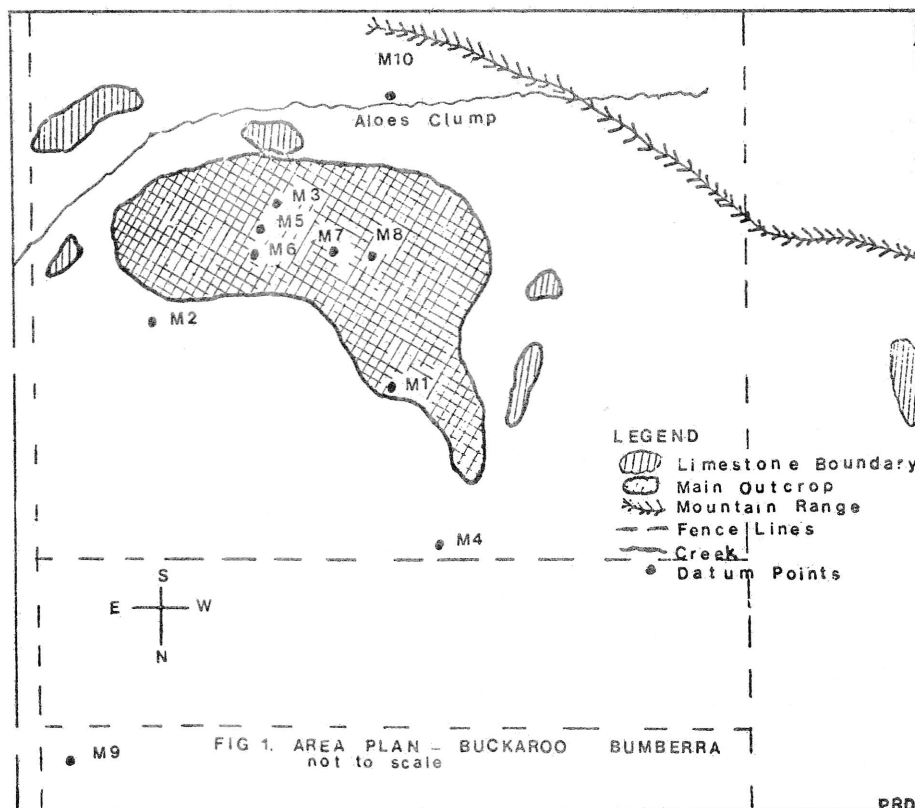 M10
Aloes Clump
M3
M5
M6
M7
M8
M2
M1
LEGEND
Limestone Boundary
Main Outcrop
Mountain Range
Fence Lines
Creek
Datum Points
M4
S
E W
N
FIG 1. AREA PLAN – BUCKAROO BUMBERRA
not to scale
M9
PBD